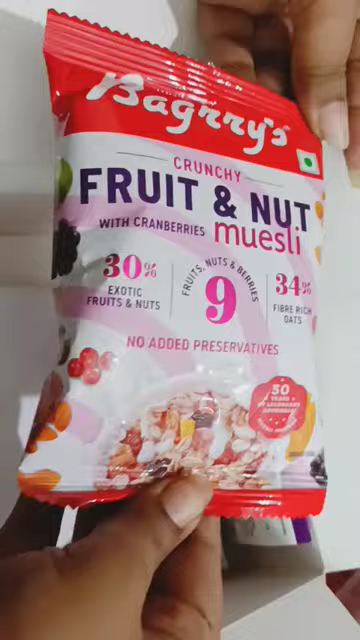 Bagrry's
CRUNCHY
FRUIT & NUT
WITH CRANBERRIES muesli
30%
EXOTIC
FRUITS & NUTS
FRUITS, NUTS & BERRIES
9
34%
FIBRE RICH
OATS
NO ADDED PRESERVATIVES
50
YEARS